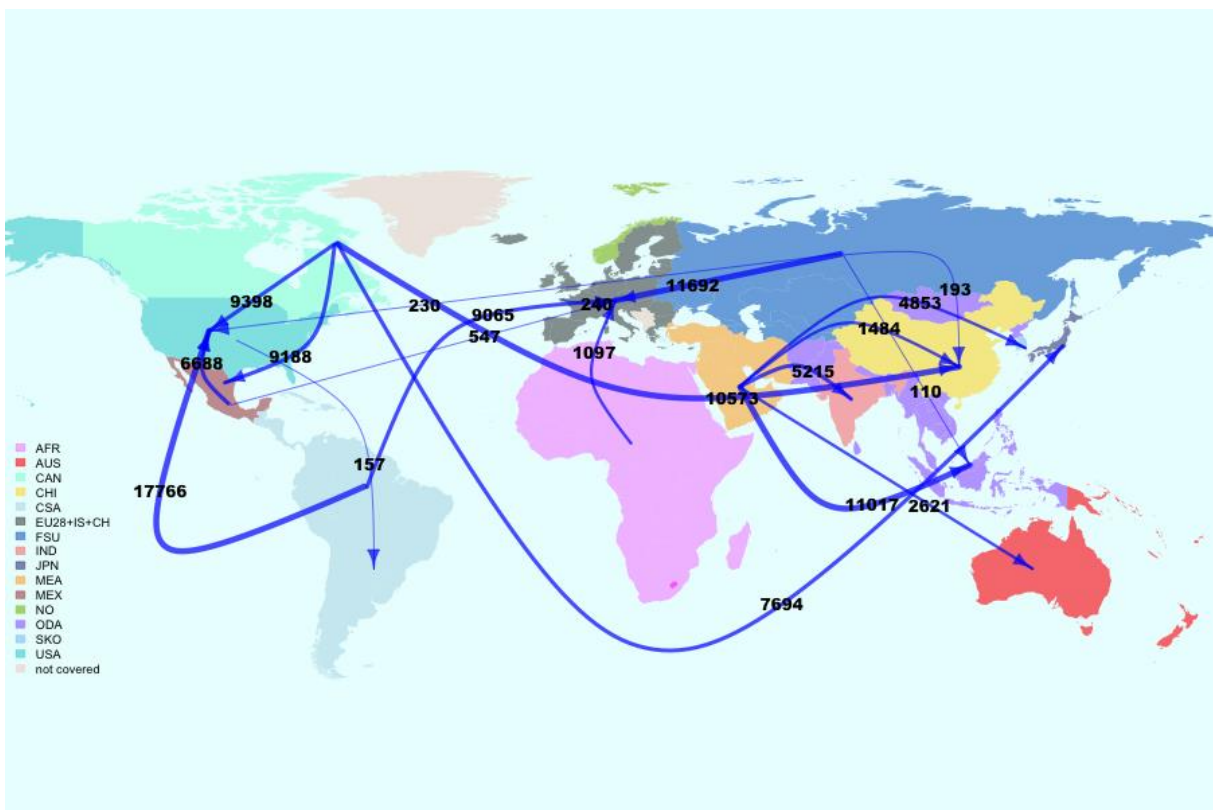 193
11692
9398
230
9065
240
4853
1484
547
9188
1097
6688
5215
10573
110
157
17766
11017
2621
7694
AFR
AUS
CAN
CHI
CSA
EU28+IS+CH
FSU
IND
JPN
MEA
MEX
NO
ODA
SKO
USA
not covered